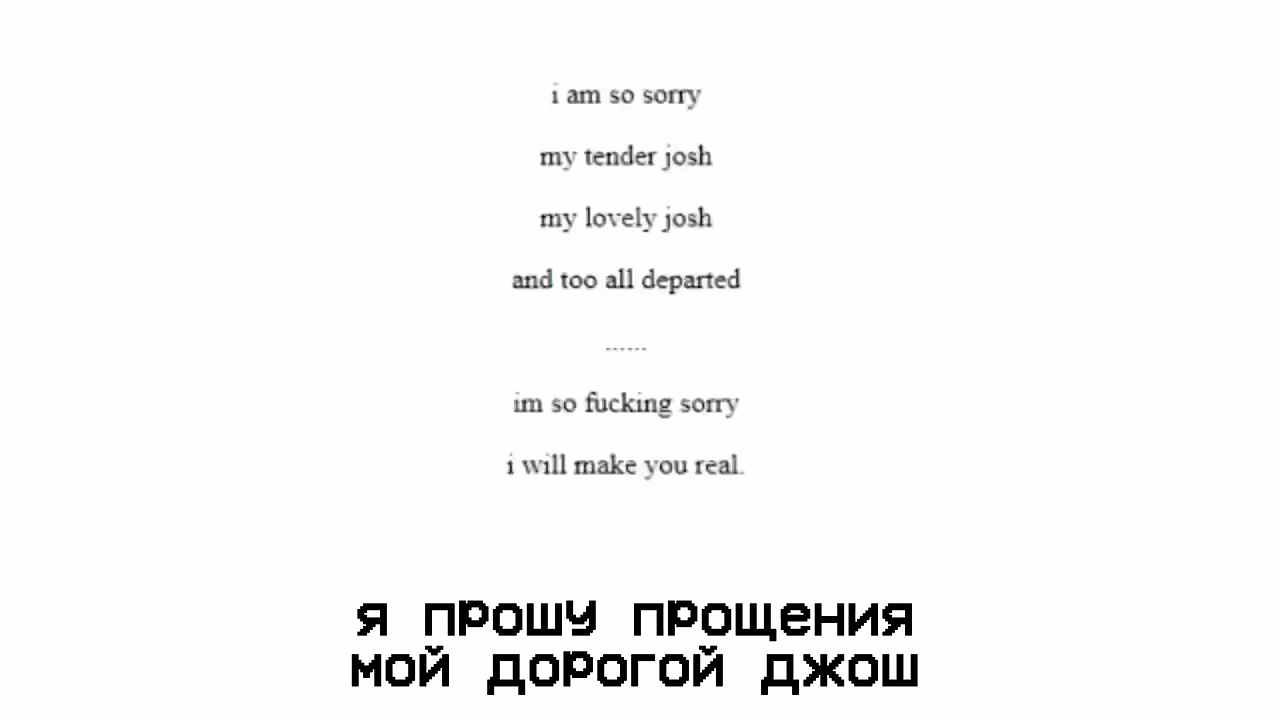 i am so sorry
my tender josh
my lovely josh
and too all departed
------
im so fucking sorry
i will make you real.
я прошу прощения
мой дорогой джош